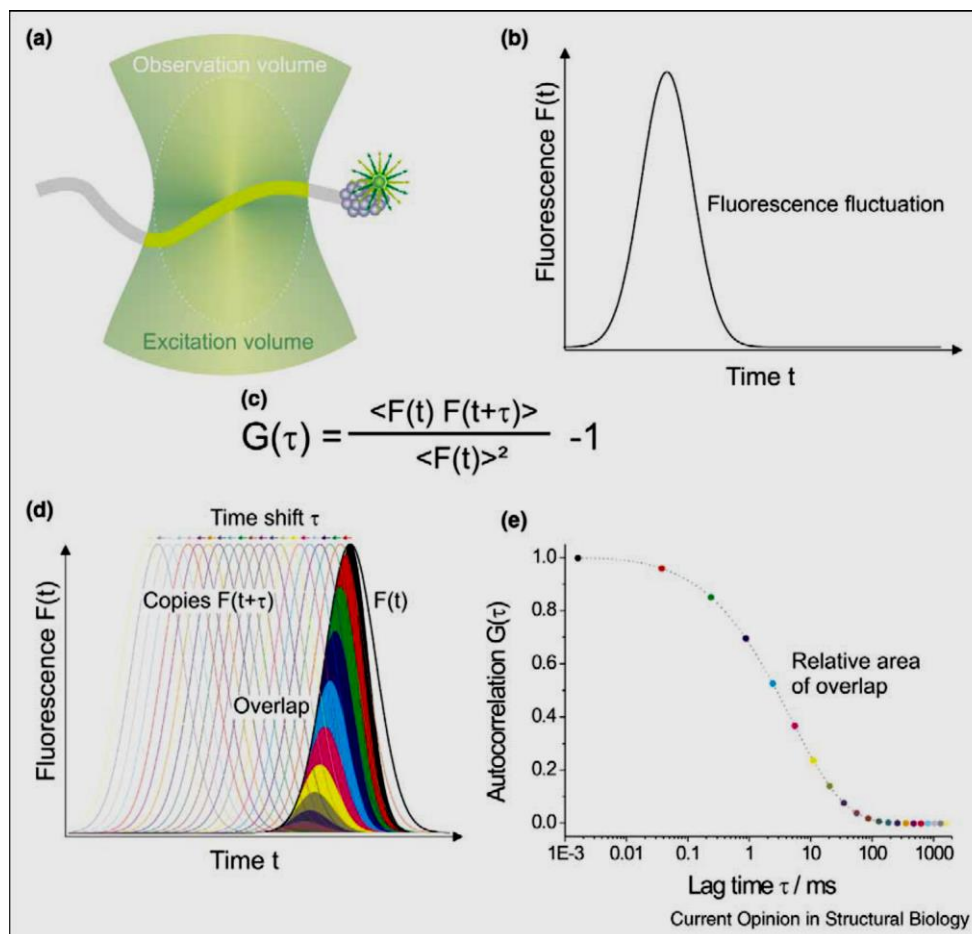 (a)
Observation volume
Excitation volume
(b)
Fluorescence F(t)
Fluorescence fluctuation
Time t
(c)
G(τ) = <F(t) F(t+τ)> / <F(t)>² -1
(d)
Time shift τ
Fluorescence F(t)
Copies F(t+τ)
F(t)
Overlap
Time t
(e)
Autocorrelation G(τ)
1.0
0.8
0.6
0.4
0.2
0.0
Relative area
of overlap
1E-3 0.01 0.1 1 10 100 1000
Lag time τ / ms
Current Opinion in Structural Biology